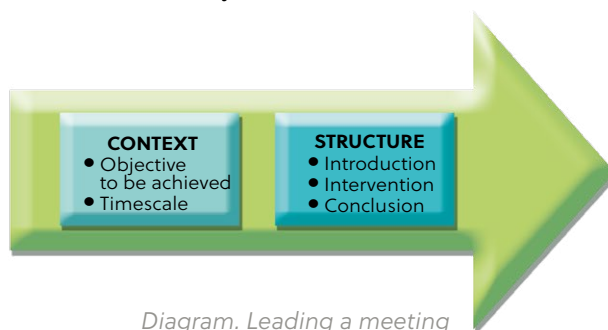 CONTEXT
• Objective
to be achieved
• Timescale
STRUCTURE
• Introduction
• Intervention
• Conclusion
Diagram. Leading a meeting